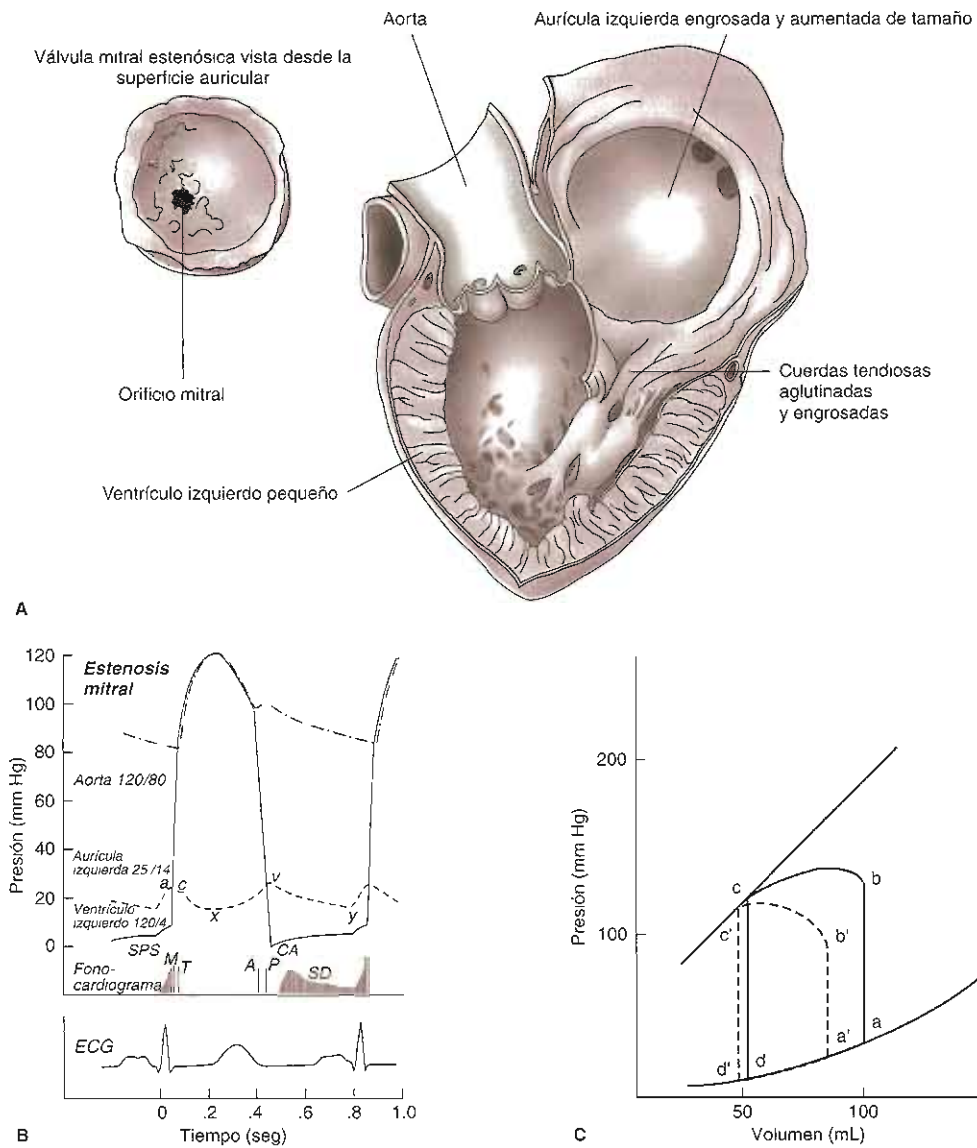 Aorta
Aurícula izquierda engrosada y aumentada de tamaño
Válvula mitral estenósica vista desde la
superficie auricular
Orificio mitral
Cuerdas tendiosas
aglutinadas
y engrosadas
Ventrículo izquierdo pequeño
A
Presión (mm Hg)
120
100
80
60
40
20
0
Estenosis
mitral
Aorta 120/80
Aurícula
izquierda 25/14
a
c
v
x
y
Ventrículo
izquierdo 120/4
SPS
M
T
A
P
CA
SD
Fono-
cardiograma
ECG
0
.2
.4
.6
.8
1.0
Tiempo (seg)
B
Presión (mm Hg)
200
100
c
b
c'
b'
a'
a
d'
d
50
100
Volumen (mL)
C